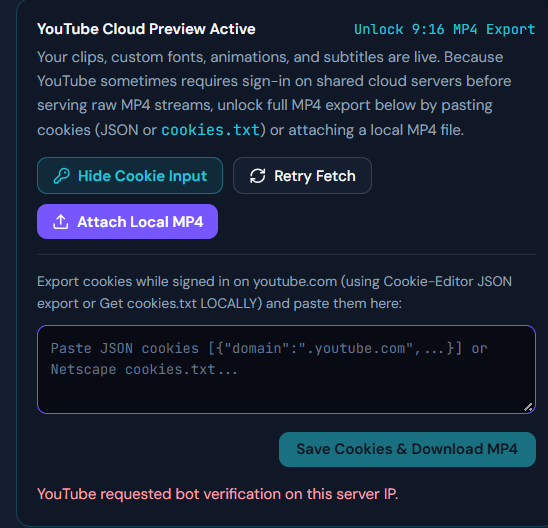 YouTube Cloud Preview Active
Unlock 9:16 MP4 Export
Your clips, custom fonts, animations, and subtitles are live. Because
YouTube sometimes requires sign-in on shared cloud servers before
serving raw MP4 streams, unlock full MP4 export below by pasting
cookies (JSON or cookies.txt) or attaching a local MP4 file.
Hide Cookie Input
Retry Fetch
Attach Local MP4
Export cookies while signed in on youtube.com (using Cookie-Editor JSON
export or Get cookies.txt LOCALLY) and paste them here:
Paste JSON cookies [{"domain":".youtube.com",...}] or
Netscape cookies.txt...
Save Cookies & Download MP4
YouTube requested bot verification on this server IP.